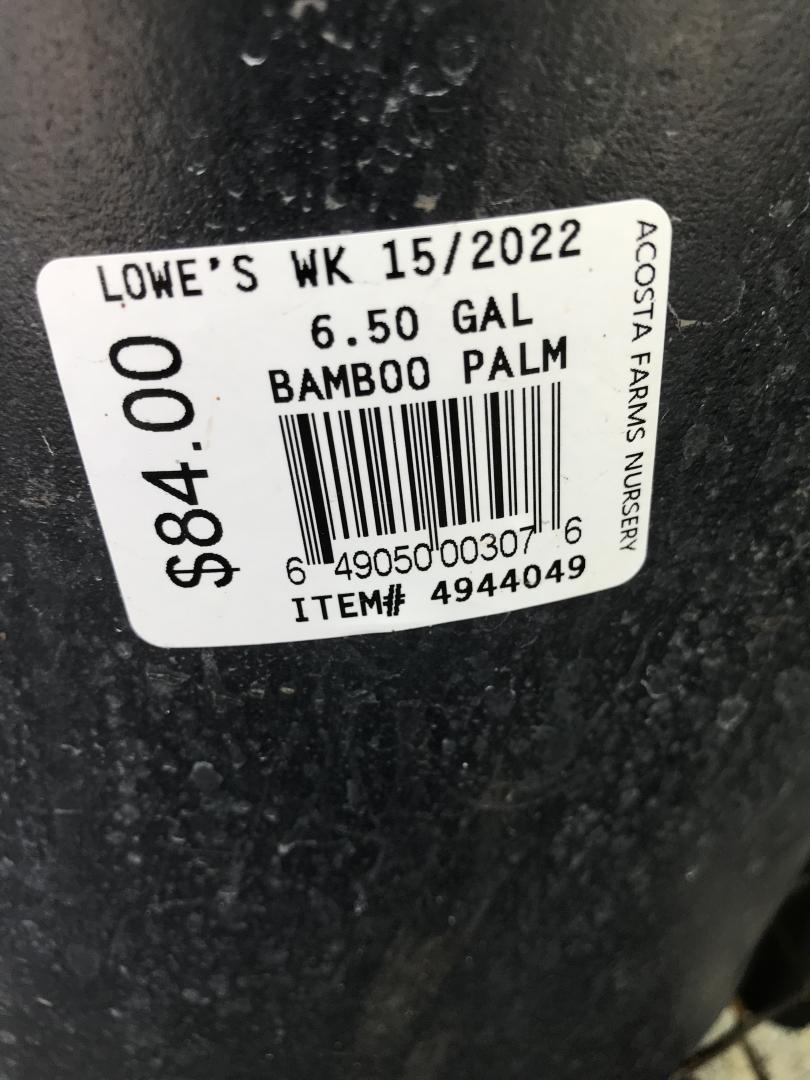 LOWE'S WK 15/2022
6.50 GAL
BAMBOO PALM
$84.00
6 49050 00307 6
ITEM# 4944049
ACOSTA FARMS NURSERY